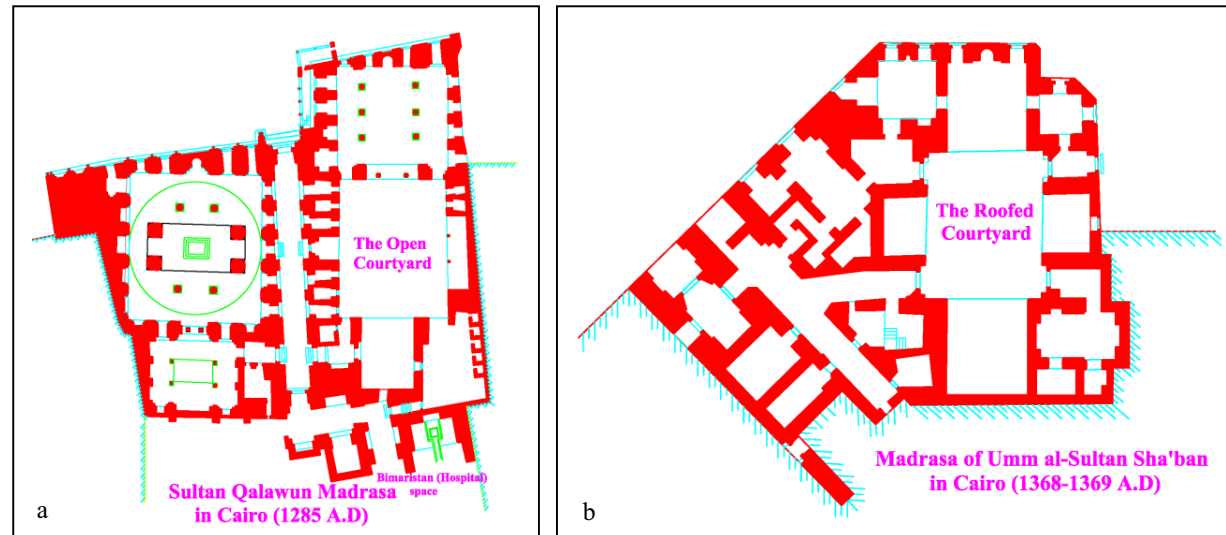 The Open
Courtyard
Bimaristan (Hospital)
space
Sultan Qalawun Madrasa
in Cairo (1285 A.D)
a
The Roofed
Courtyard
Madrasa of Umm al-Sultan Sha'ban
in Cairo (1368-1369 A.D)
b